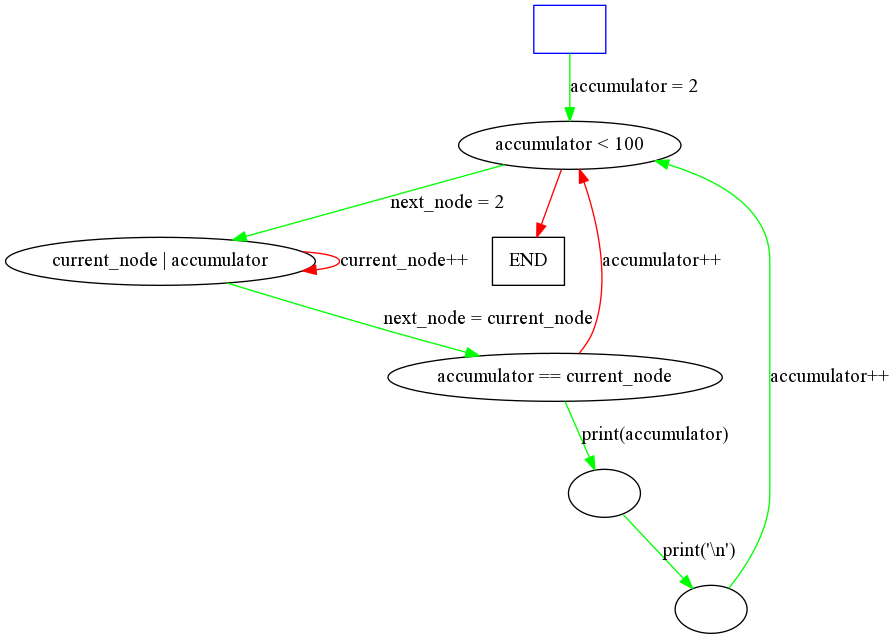 accumulator = 2
accumulator < 100
next_node = 2
current_node | accumulator
current_node++
END
accumulator++
next_node = current_node
accumulator == current_node
accumulator++
print(accumulator)
print('\n')